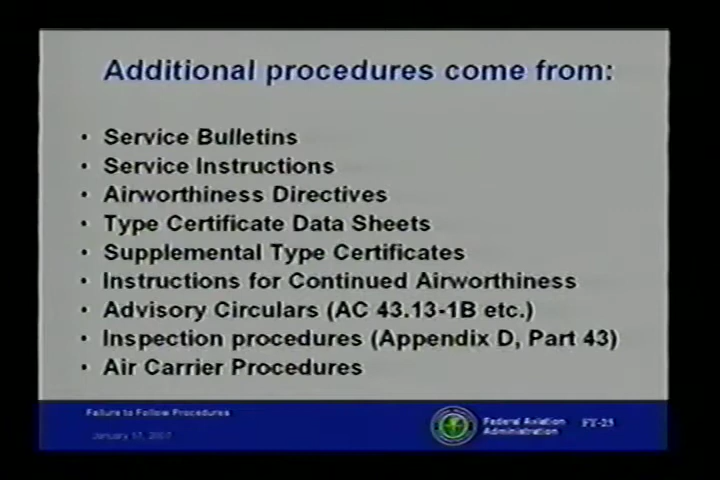 Additional procedures come from:
• Service Bulletins
• Service Instructions
• Airworthiness Directives
• Type Certificate Data Sheets
• Supplemental Type Certificates
• Instructions for Continued Airworthiness
• Advisory Circulars (AC 43.13-1B etc.)
• Inspection procedures (Appendix D, Part 43)
• Air Carrier Procedures
Failure to Follow Procedures
January 17, 2007
Federal Aviation
Administration
FY-25